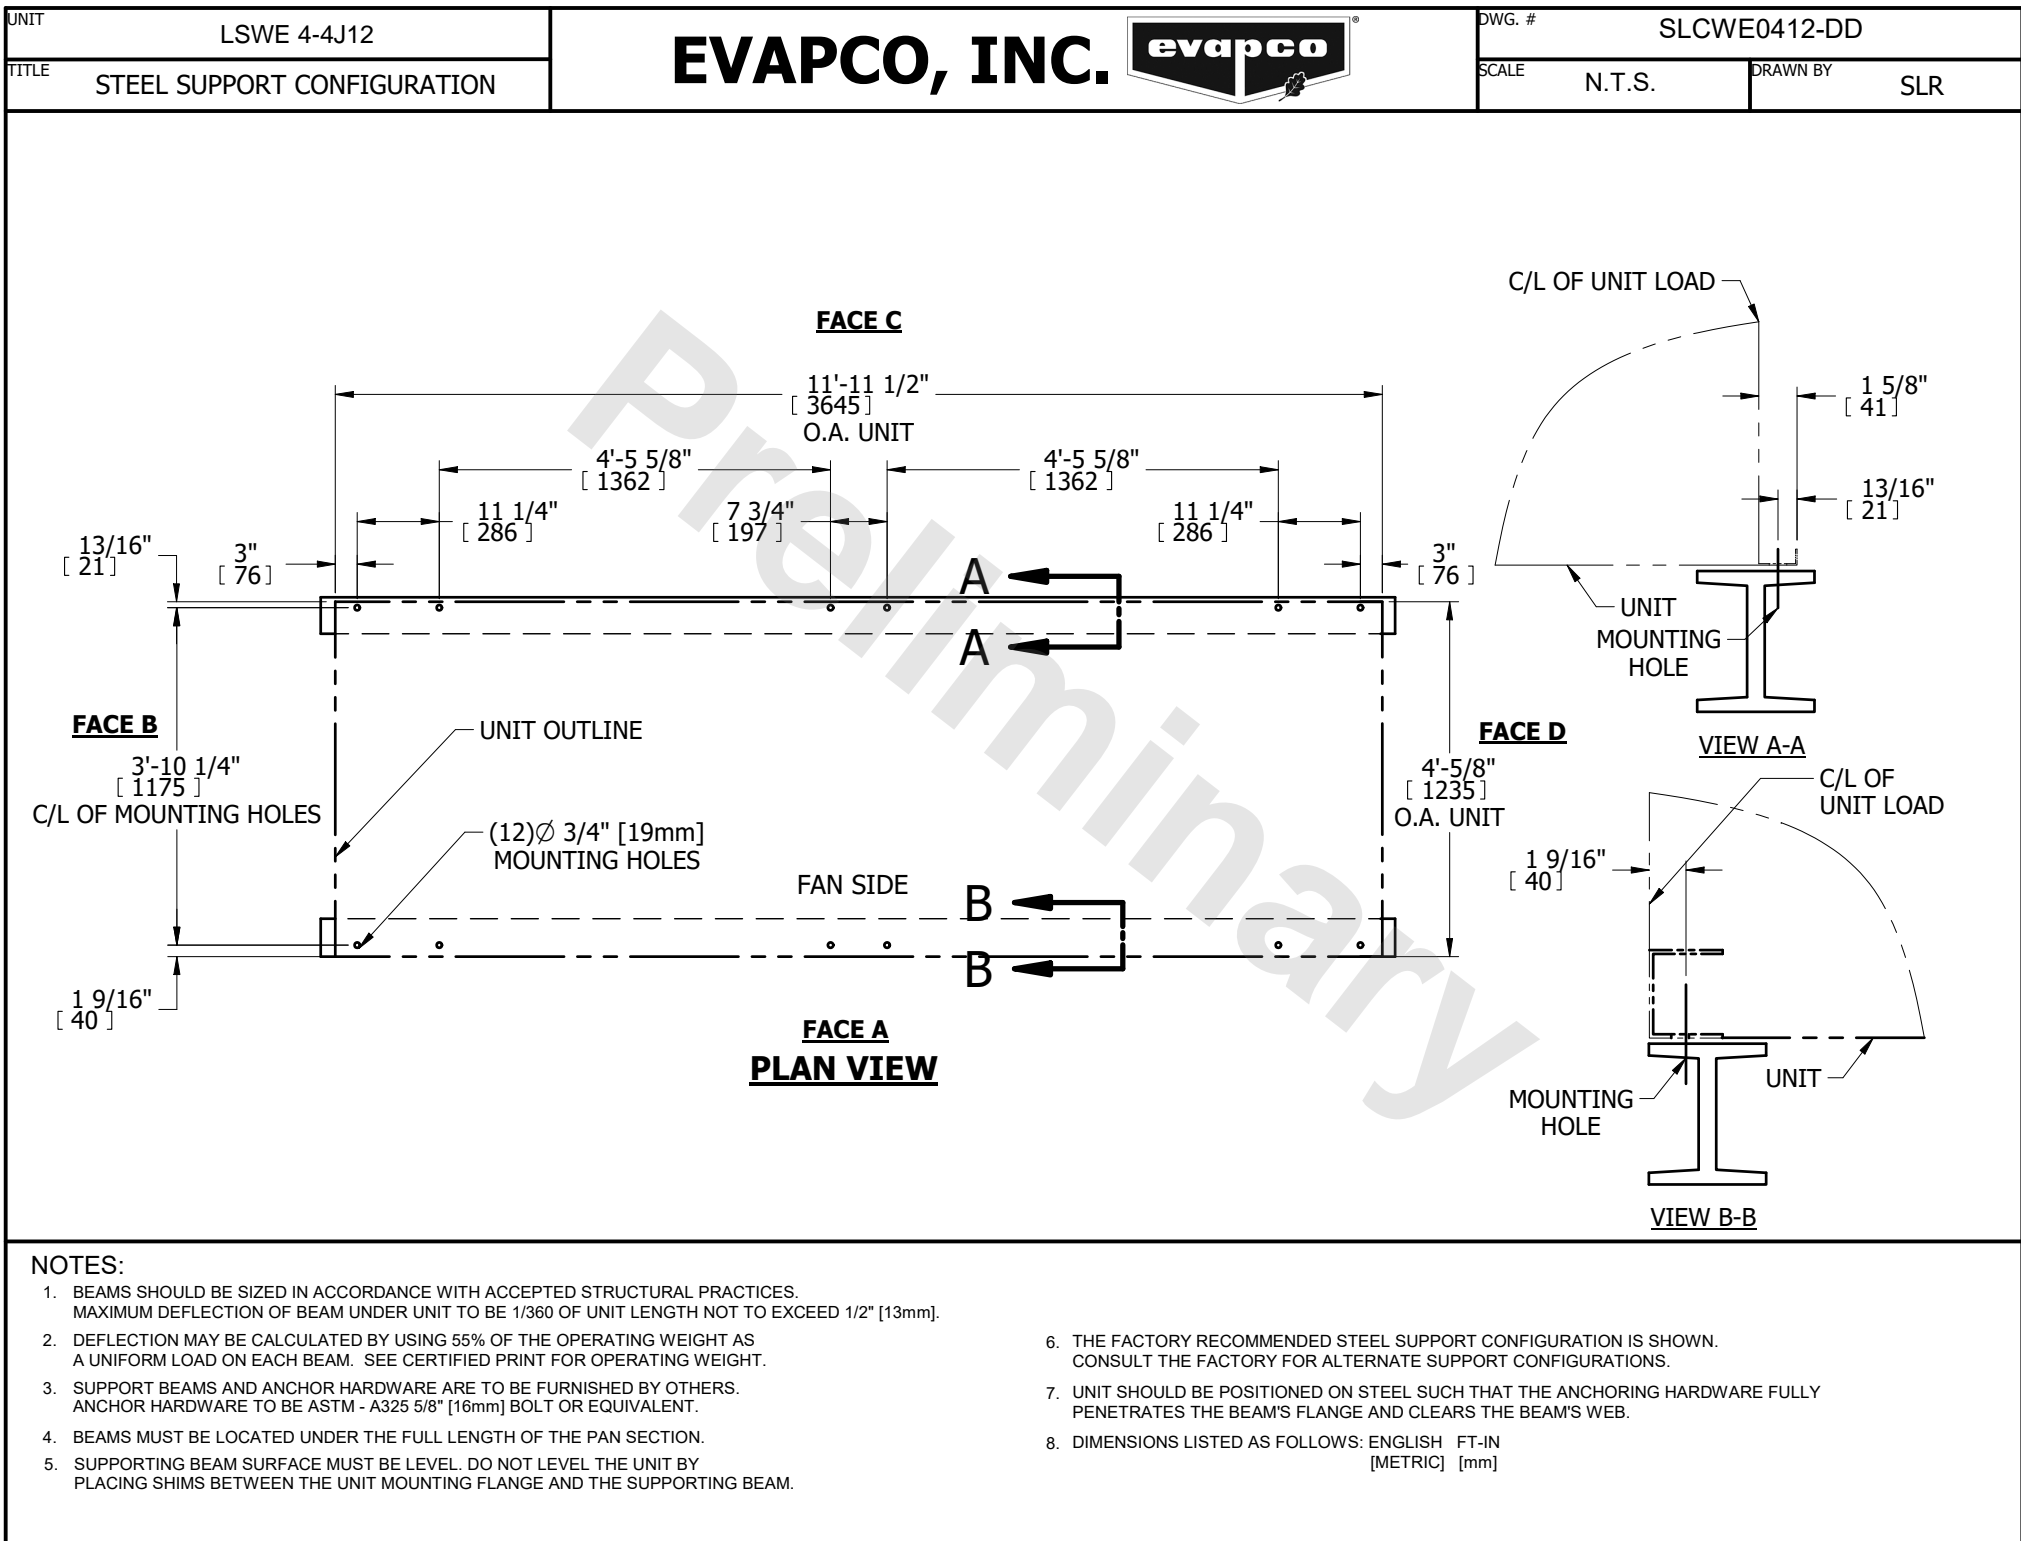 UNIT
LSWE 4-4J12
TITLE
STEEL SUPPORT CONFIGURATION
EVAPCO, INC.
evapco
®
DWG. #
SLCWE0412-DD
SCALE
N.T.S.
DRAWN BY
SLR
Preliminary
FACE C
11'-11 1/2"
[ 3645 ]
O.A. UNIT
4'-5 5/8"
[ 1362 ]
4'-5 5/8"
[ 1362 ]
11 1/4"
[ 286 ]
7 3/4"
[ 197 ]
11 1/4"
[ 286 ]
13/16"
[ 21 ]
3"
[ 76 ]
3"
[ 76 ]
A
A
FACE B
3'-10 1/4"
[ 1175 ]
C/L OF MOUNTING HOLES
UNIT OUTLINE
(12)Ø 3/4" [19mm]
MOUNTING HOLES
FAN SIDE
B
B
FACE D
4'-5/8"
[ 1235 ]
O.A. UNIT
1 9/16"
[ 40 ]
FACE A
PLAN VIEW
C/L OF UNIT LOAD
1 5/8"
[ 41 ]
13/16"
[ 21 ]
UNIT
MOUNTING
HOLE
VIEW A-A
C/L OF
UNIT LOAD
1 9/16"
[ 40 ]
UNIT
MOUNTING
HOLE
VIEW B-B
NOTES:
1. BEAMS SHOULD BE SIZED IN ACCORDANCE WITH ACCEPTED STRUCTURAL PRACTICES.
MAXIMUM DEFLECTION OF BEAM UNDER UNIT TO BE 1/360 OF UNIT LENGTH NOT TO EXCEED 1/2" [13mm].
2. DEFLECTION MAY BE CALCULATED BY USING 55% OF THE OPERATING WEIGHT AS
A UNIFORM LOAD ON EACH BEAM. SEE CERTIFIED PRINT FOR OPERATING WEIGHT.
3. SUPPORT BEAMS AND ANCHOR HARDWARE ARE TO BE FURNISHED BY OTHERS.
ANCHOR HARDWARE TO BE ASTM - A325 5/8" [16mm] BOLT OR EQUIVALENT.
4. BEAMS MUST BE LOCATED UNDER THE FULL LENGTH OF THE PAN SECTION.
5. SUPPORTING BEAM SURFACE MUST BE LEVEL. DO NOT LEVEL THE UNIT BY
PLACING SHIMS BETWEEN THE UNIT MOUNTING FLANGE AND THE SUPPORTING BEAM.
6. THE FACTORY RECOMMENDED STEEL SUPPORT CONFIGURATION IS SHOWN.
CONSULT THE FACTORY FOR ALTERNATE SUPPORT CONFIGURATIONS.
7. UNIT SHOULD BE POSITIONED ON STEEL SUCH THAT THE ANCHORING HARDWARE FULLY
PENETRATES THE BEAM'S FLANGE AND CLEARS THE BEAM'S WEB.
8. DIMENSIONS LISTED AS FOLLOWS: ENGLISH FT-IN
[METRIC] [mm]